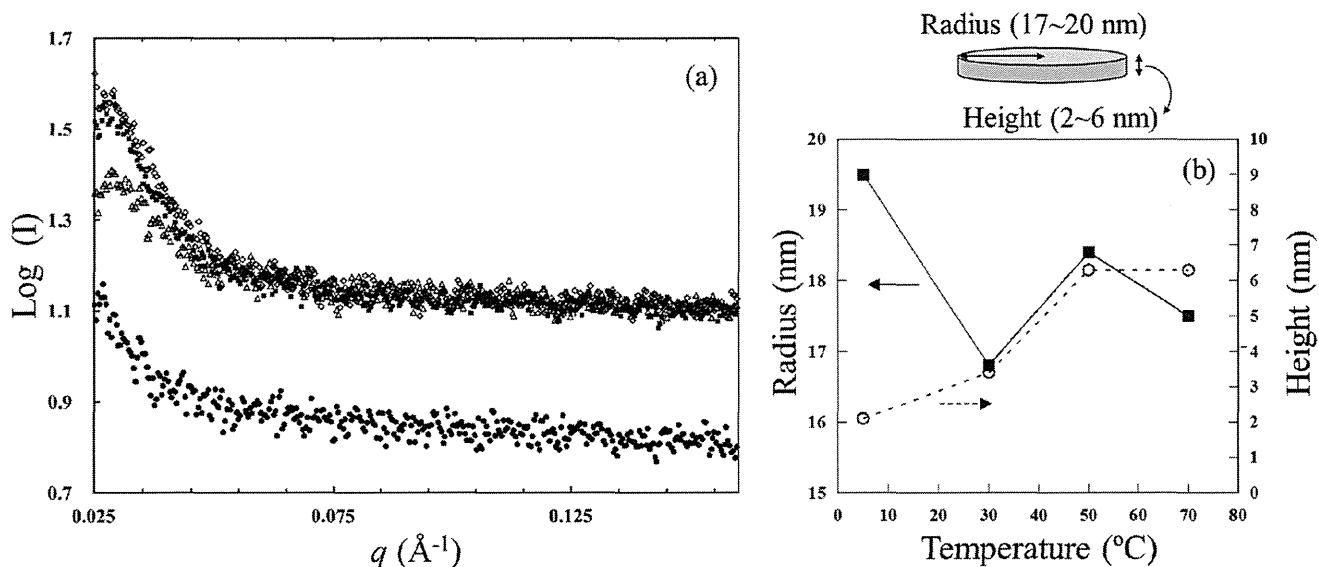 1.7
1.5
1.3
1.1
0.9
0.7
Log (I)
(a)
0.025
0.075
0.125
q (Å-1)
Radius (17~20 nm)
Height (2~6 nm)
(b)
20
19
18
17
16
15
Radius (nm)
10
9
8
7
6
5
4
3
2
1
0
Height (nm)
0 10 20 30 40 50 60 70 80
Temperature (ºC)